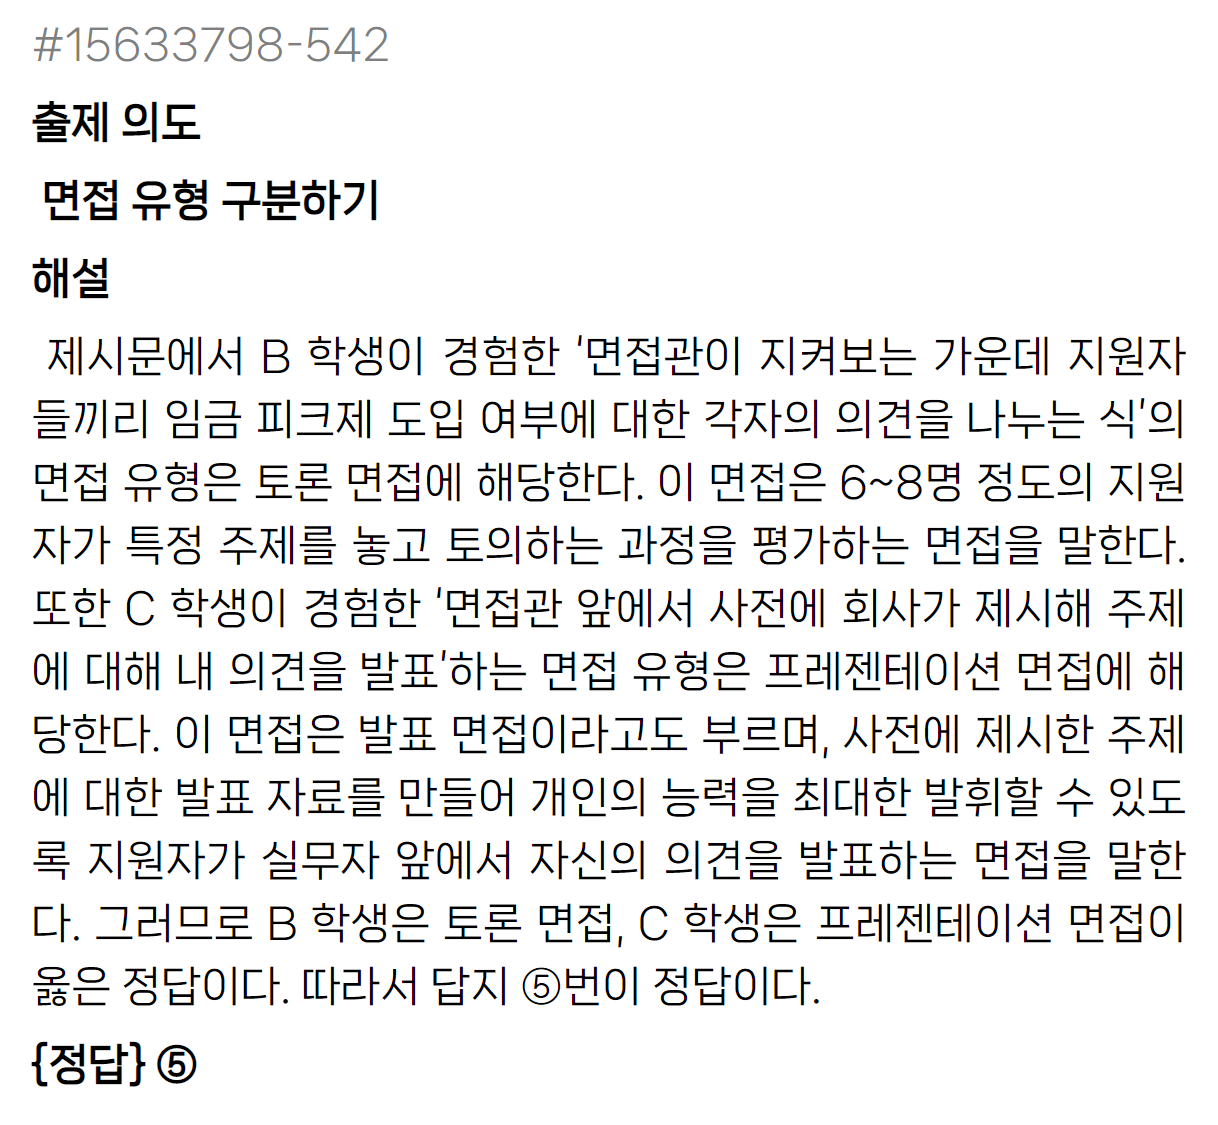 #15633798-542
출제 의도
면접 유형 구분하기
해설
제시문에서 B 학생이 경험한 '면접관이 지켜보는 가운데 지원자
들끼리 임금 피크제 도입 여부에 대한 각자의 의견을 나누는 식'의
면접 유형은 토론 면접에 해당한다. 이 면접은 6~8명 정도의 지원
자가 특정 주제를 놓고 토의하는 과정을 평가하는 면접을 말한다.
또한 C 학생이 경험한 '면접관 앞에서 사전에 회사가 제시해 주제
에 대해 내 의견을 발표'하는 면접 유형은 프레젠테이션 면접에 해
당한다. 이 면접은 발표 면접이라고도 부르며, 사전에 제시한 주제
에 대한 발표 자료를 만들어 개인의 능력을 최대한 발휘할 수 있도
록 지원자가 실무자 앞에서 자신의 의견을 발표하는 면접을 말한
다. 그러므로 B 학생은 토론 면접, C 학생은 프레젠테이션 면접이
옳은 정답이다. 따라서 답지 ⑤번이 정답이다.
{정답} ⑤